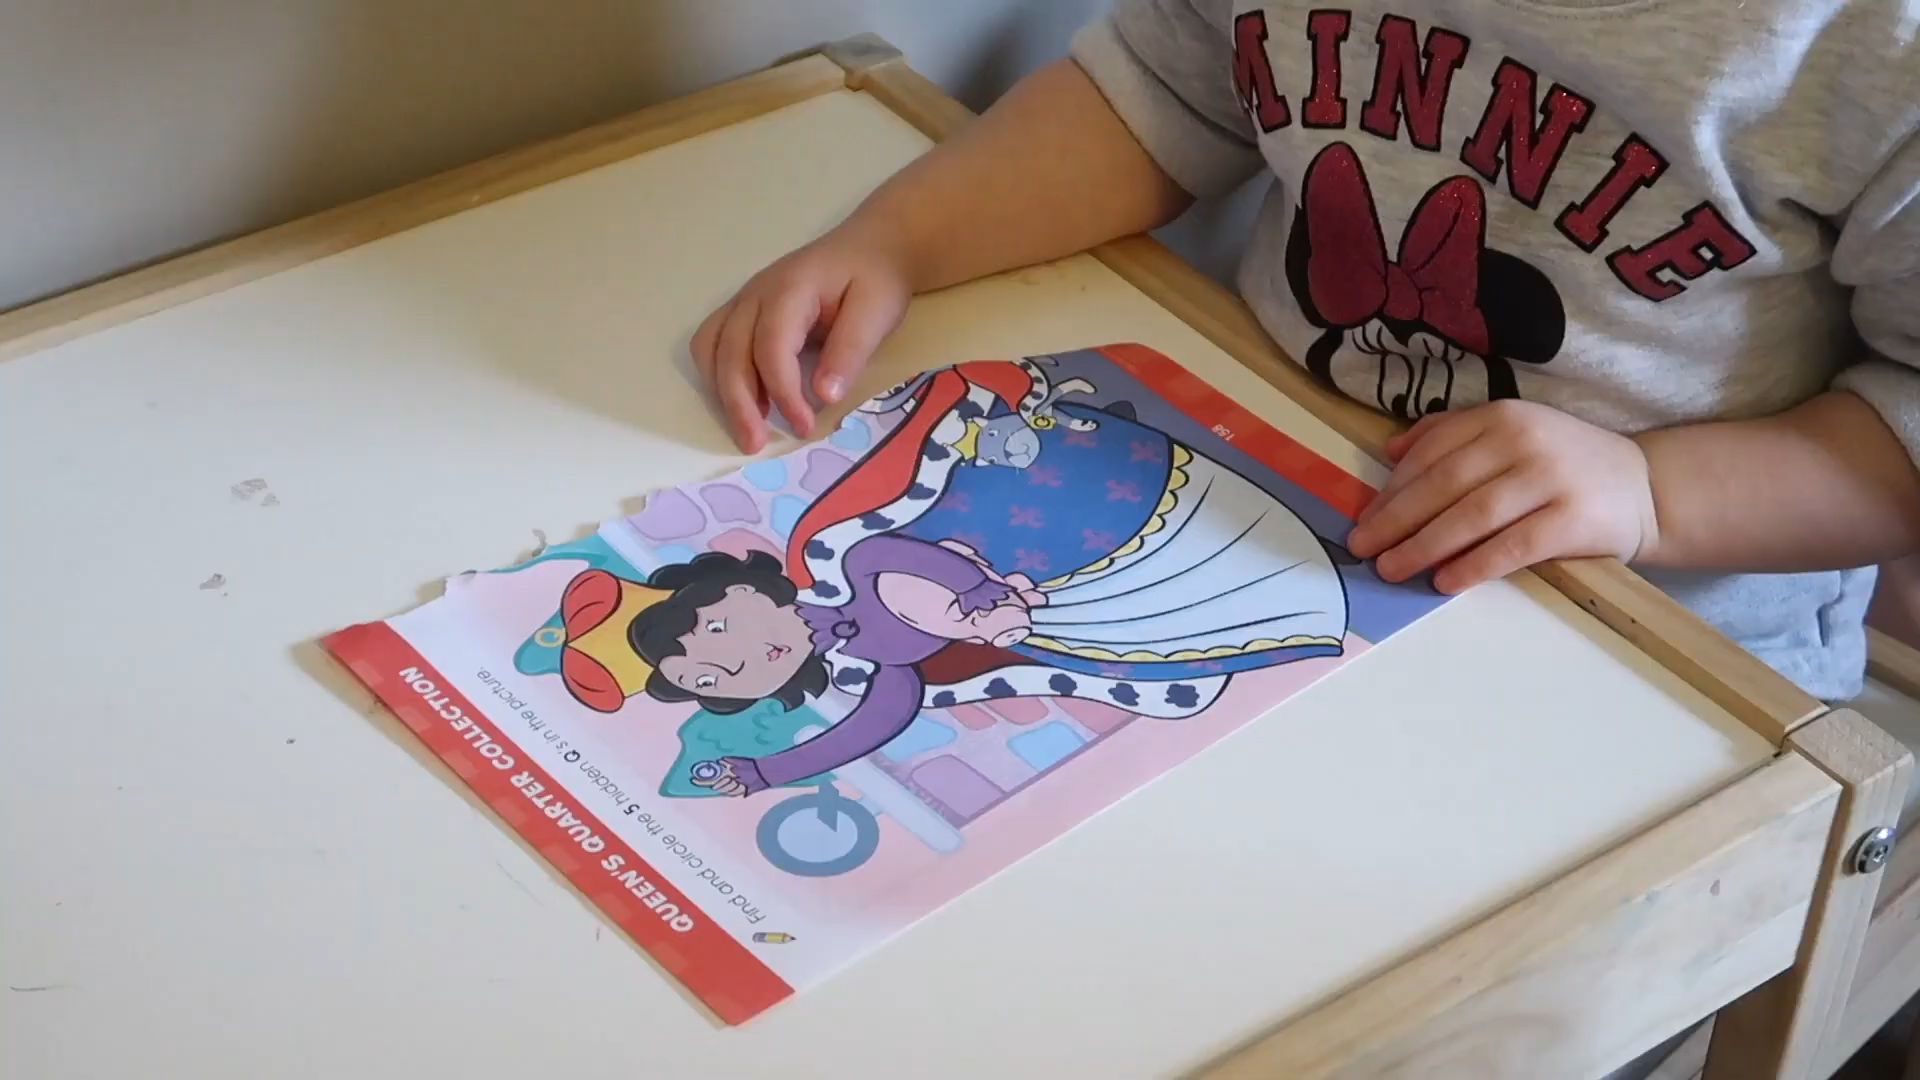 MINNIE
QUEEN'S QUARTER COLLECTION
Find and circle the 5 hidden Q's in the picture.
158